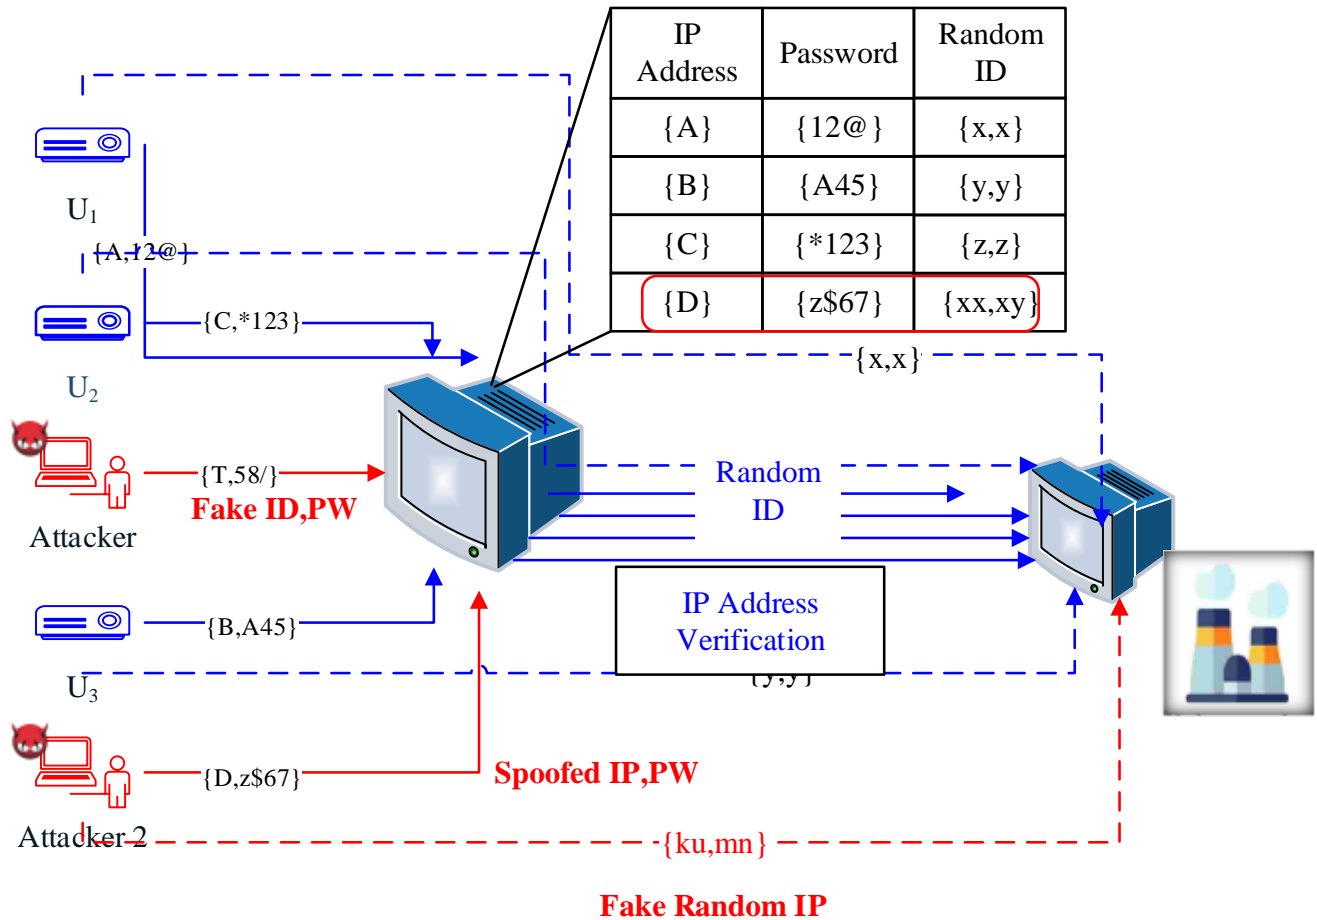 IP Address
Password
Random ID
{A}
{12@}
{x,x}
{B}
{A45}
{y,y}
{C}
{*123}
{z,z}
{D}
{z$67}
{xx,xy}
U1
{A,12@}
{C,*123}
{x,x}
U2
{T,58/}
Fake ID,PW
Random
ID
Attacker
{B,A45}
IP Address
Verification
{y,y}
U3
{D,z$67}
Spoofed IP,PW
Attacker 2
{ku,mn}
Fake Random IP